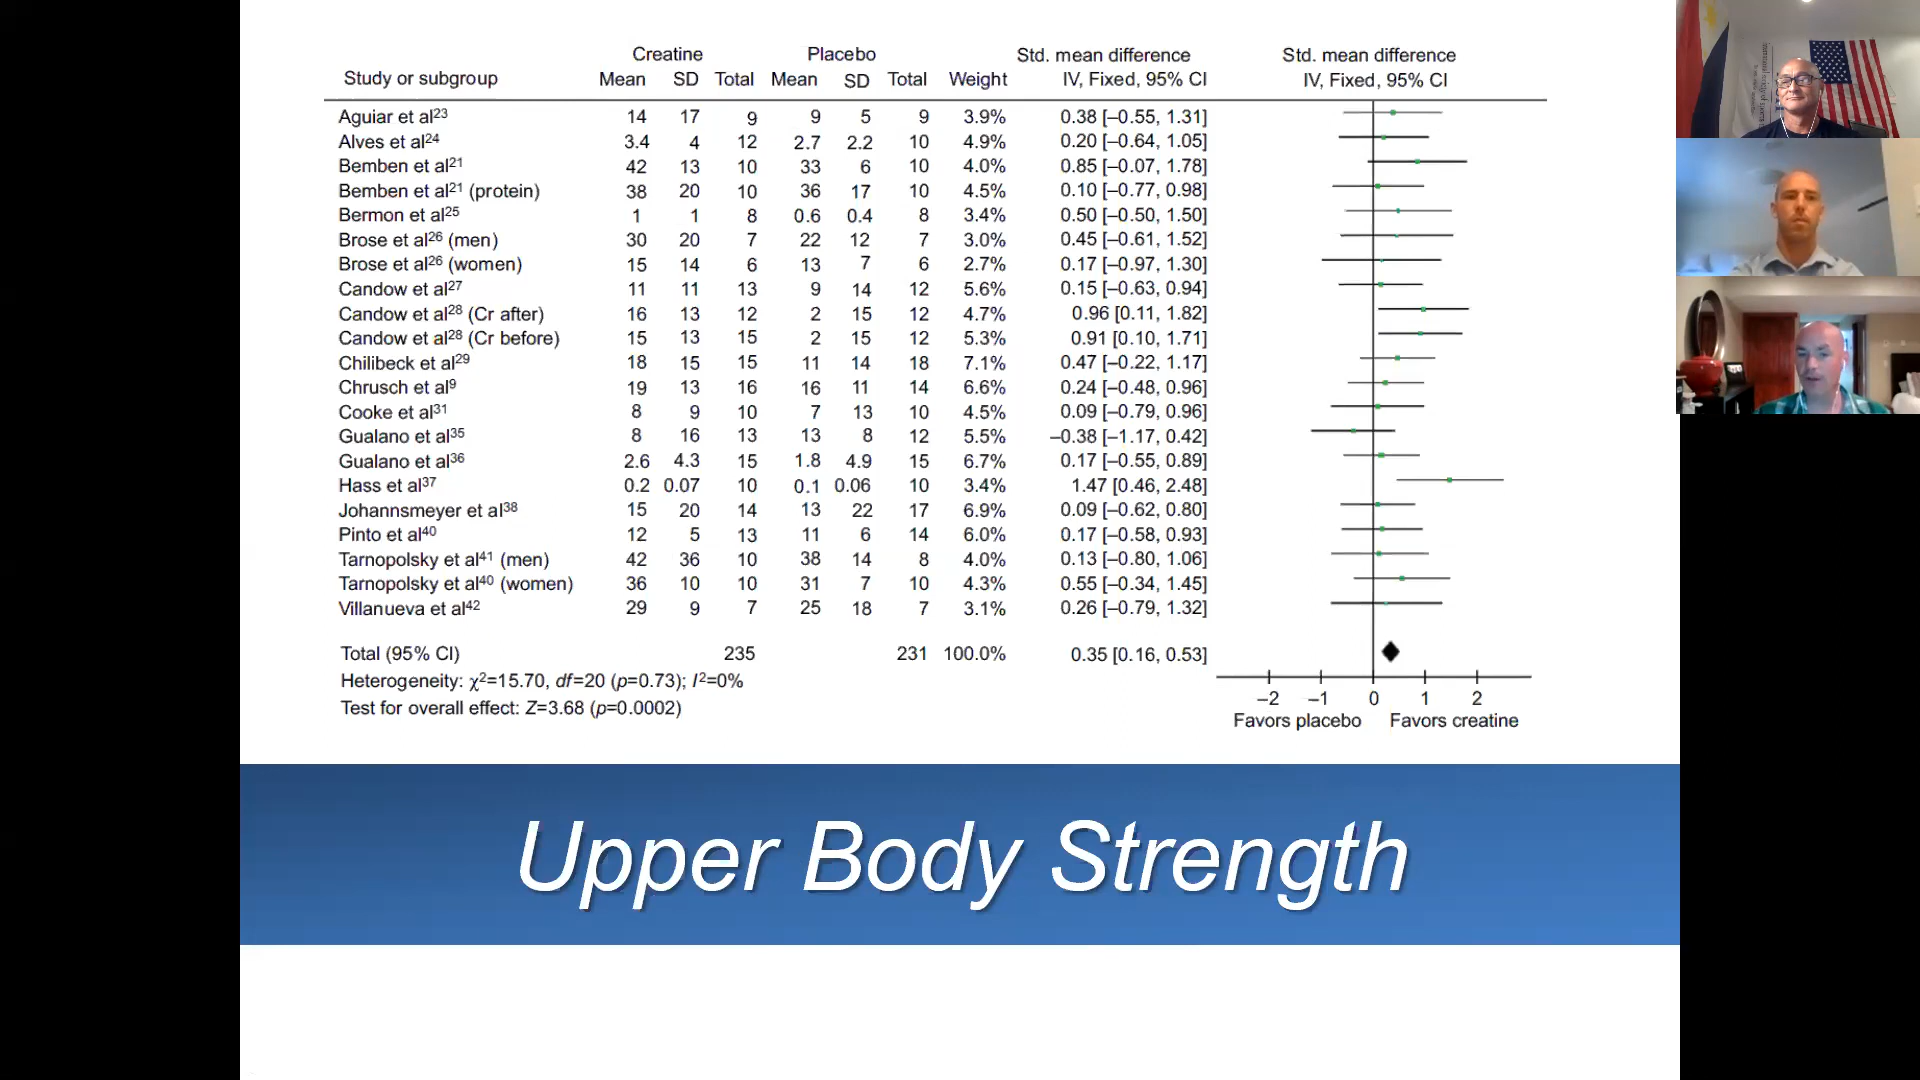 Creatine Placebo Std. mean difference Std. mean difference
Study or subgroup Mean SD Total Mean SD Total Weight IV, Fixed, 95% CI IV, Fixed, 95% CI
Aguiar et al23 14 17 9 9 5 9 3.9% 0.38 [–0.55, 1.31]
Alves et al24 3.4 4 12 2.7 2.2 10 4.9% 0.20 [–0.64, 1.05]
Bemben et al21 42 13 10 33 6 10 4.0% 0.85 [–0.07, 1.78]
Bemben et al21 (protein) 38 20 10 36 17 10 4.5% 0.10 [–0.77, 0.98]
Bermon et al25 1 1 8 0.6 0.4 8 3.4% 0.50 [–0.50, 1.50]
Brose et al26 (men) 30 20 7 22 12 7 3.0% 0.45 [–0.61, 1.52]
Brose et al26 (women) 15 14 6 13 7 6 2.7% 0.17 [–0.97, 1.30]
Candow et al27 11 11 13 9 14 12 5.6% 0.15 [–0.63, 0.94]
Candow et al28 (Cr after) 16 13 12 2 15 12 4.7% 0.96 [0.11, 1.82]
Candow et al28 (Cr before) 15 13 15 2 15 12 5.3% 0.91 [0.10, 1.71]
Chilibeck et al29 18 15 15 11 14 18 7.1% 0.47 [–0.22, 1.17]
Chrusch et al9 19 13 16 16 11 14 6.6% 0.24 [–0.48, 0.96]
Cooke et al31 8 9 10 7 13 10 4.5% 0.09 [–0.79, 0.96]
Gualano et al35 8 16 13 13 8 12 5.5% –0.38 [–1.17, 0.42]
Gualano et al36 2.6 4.3 15 1.8 4.9 15 6.7% 0.17 [–0.55, 0.89]
Hass et al37 0.2 0.07 10 0.1 0.06 10 3.4% 1.47 [0.46, 2.48]
Johannsmeyer et al38 15 20 14 13 22 17 6.9% 0.09 [–0.62, 0.80]
Pinto et al40 12 5 13 11 6 14 6.0% 0.17 [–0.58, 0.93]
Tarnopolsky et al41 (men) 42 36 10 38 14 8 4.0% 0.13 [–0.80, 1.06]
Tarnopolsky et al40 (women) 36 10 10 31 7 10 4.3% 0.55 [–0.34, 1.45]
Villanueva et al42 29 9 7 25 18 7 3.1% 0.26 [–0.79, 1.32]
Total (95% CI) 235 231 100.0% 0.35 [0.16, 0.53]
Heterogeneity: χ2=15.70, df=20 (p=0.73); I2=0%
Test for overall effect: Z=3.68 (p=0.0002)
–2 –1 0 1 2
Favors placebo Favors creatine
Upper Body Strength